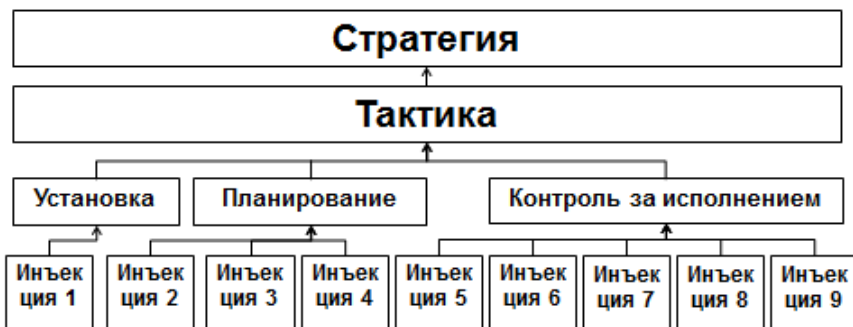 Стратегия
Тактика
Установка
Планирование
Контроль за исполнением
Инъек
ция 1
Инъек
ция 2
Инъек
ция 3
Инъек
ция 4
Инъек
ция 5
Инъек
ция 6
Инъек
ция 7
Инъек
ция 8
Инъек
ция 9